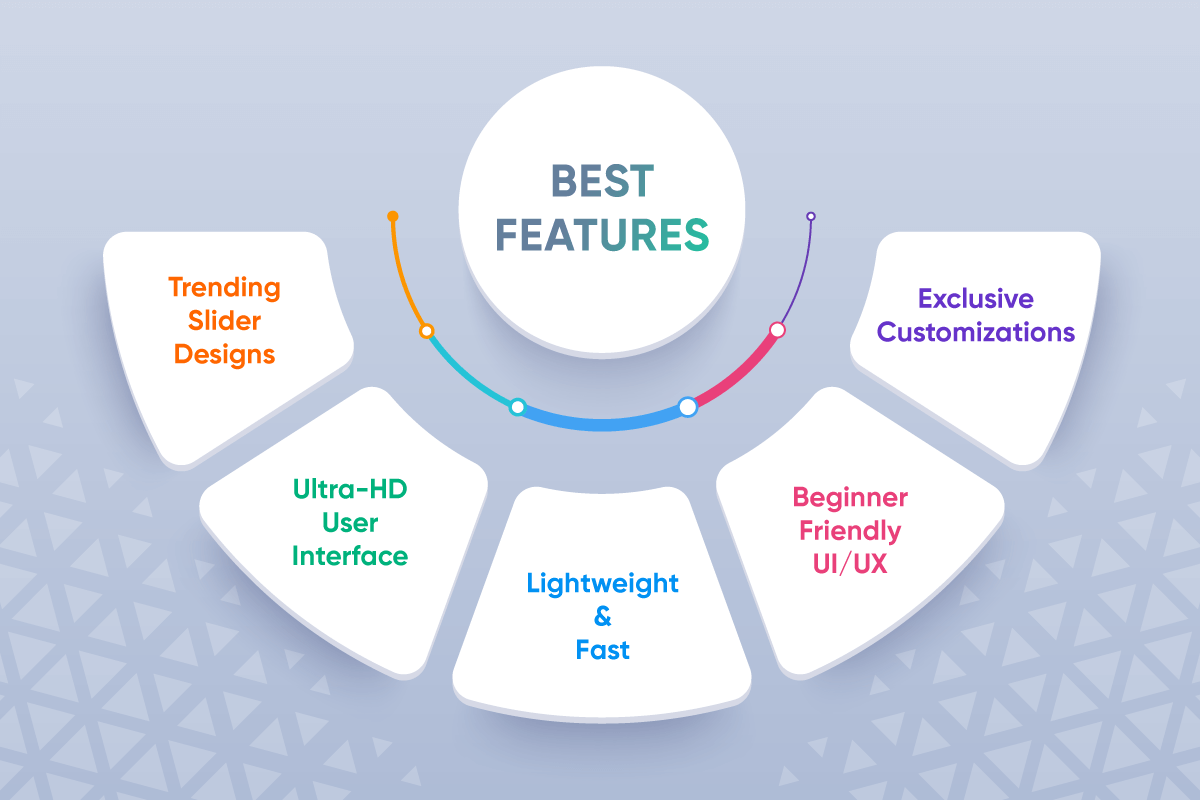 BEST
FEATURES
Trending
Slider
Designs
Ultra-HD
User
Interface
Lightweight
&
Fast
Beginner
Friendly
UI/UX
Exclusive
Customizations